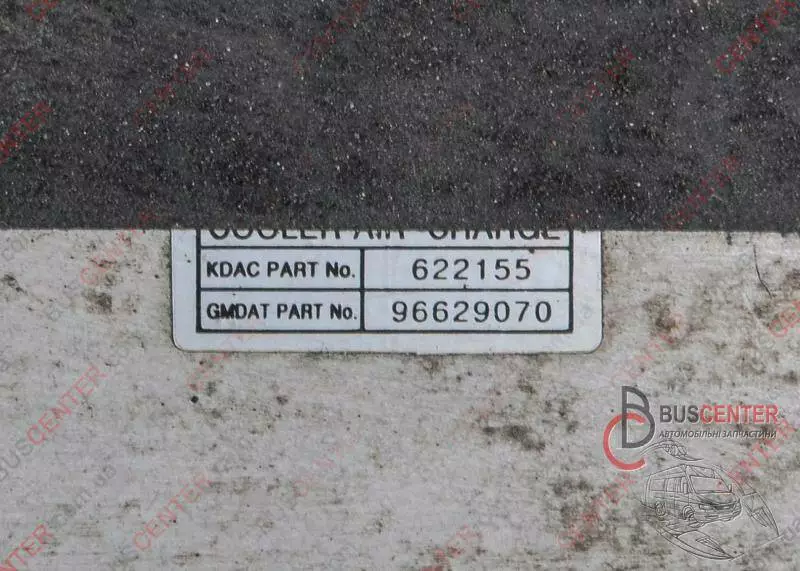 COOLER AIR CHARGE
KDAC PART No. 622155
GMDAT PART No. 96629070
BUSCENTER
АВТОМОБІЛЬНІ ЗАПЧАСТИНИ